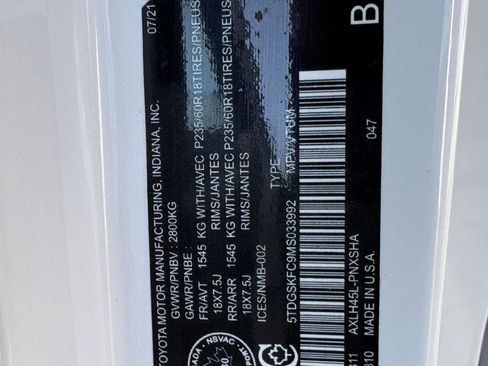 TOYOTA MOTOR MANUFACTURING, INDIANA, INC. 07/21
GVWR/PNBV : 2800KG
GAWR/PNBE :
FR/AVT 1545 KG WITH/AVEC P235/60R18TIRES/PNEUS
18X7.5J RIMS/JANTES
RR/ARR 1545 KG WITH/AVEC P235/60R18TIRES/PNEUS
18X7.5J RIMS/JANTES
ICES/NMB-002
NSVAC
TYPE
5TDGSKFC9MS033992 MPV/VTUM
AXLH45L-PNXSHA 047 B
MADE IN U.S.A.